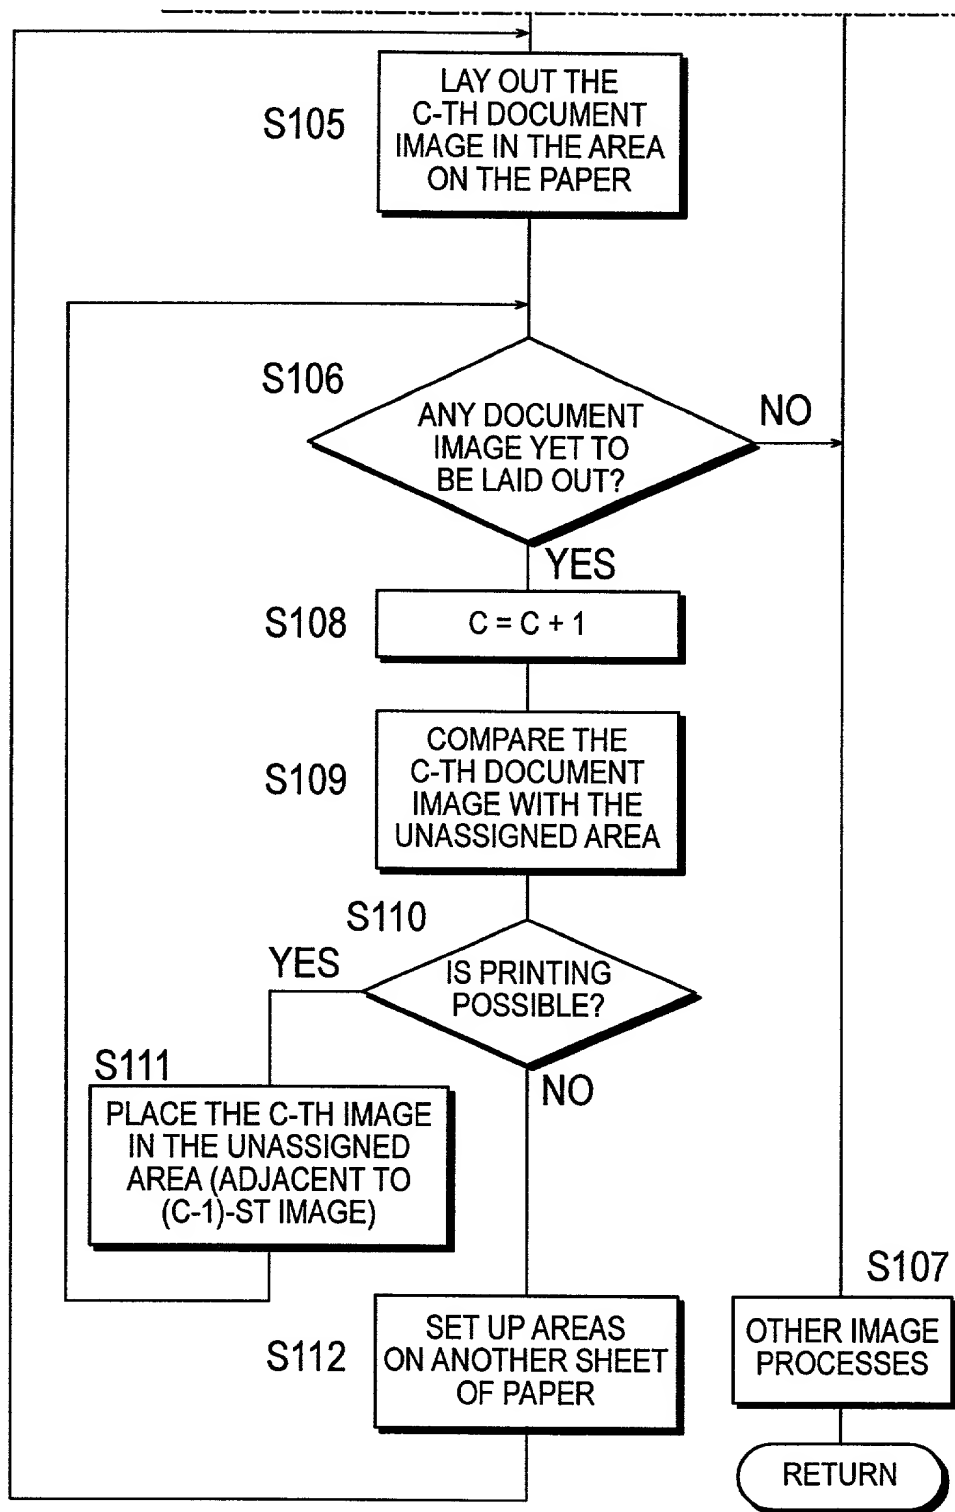 S105
LAY OUT THE
C-TH DOCUMENT
IMAGE IN THE AREA
ON THE PAPER
S106
ANY DOCUMENT
IMAGE YET TO
BE LAID OUT?
NO
YES
S108
C = C + 1
S109
COMPARE THE
C-TH DOCUMENT
IMAGE WITH THE
UNASSIGNED AREA
S110
YES
IS PRINTING
POSSIBLE?
NO
S111
PLACE THE C-TH IMAGE
IN THE UNASSIGNED
AREA (ADJACENT TO
(C-1)-ST IMAGE)
S112
SET UP AREAS
ON ANOTHER SHEET
OF PAPER
S107
OTHER IMAGE
PROCESSES
RETURN